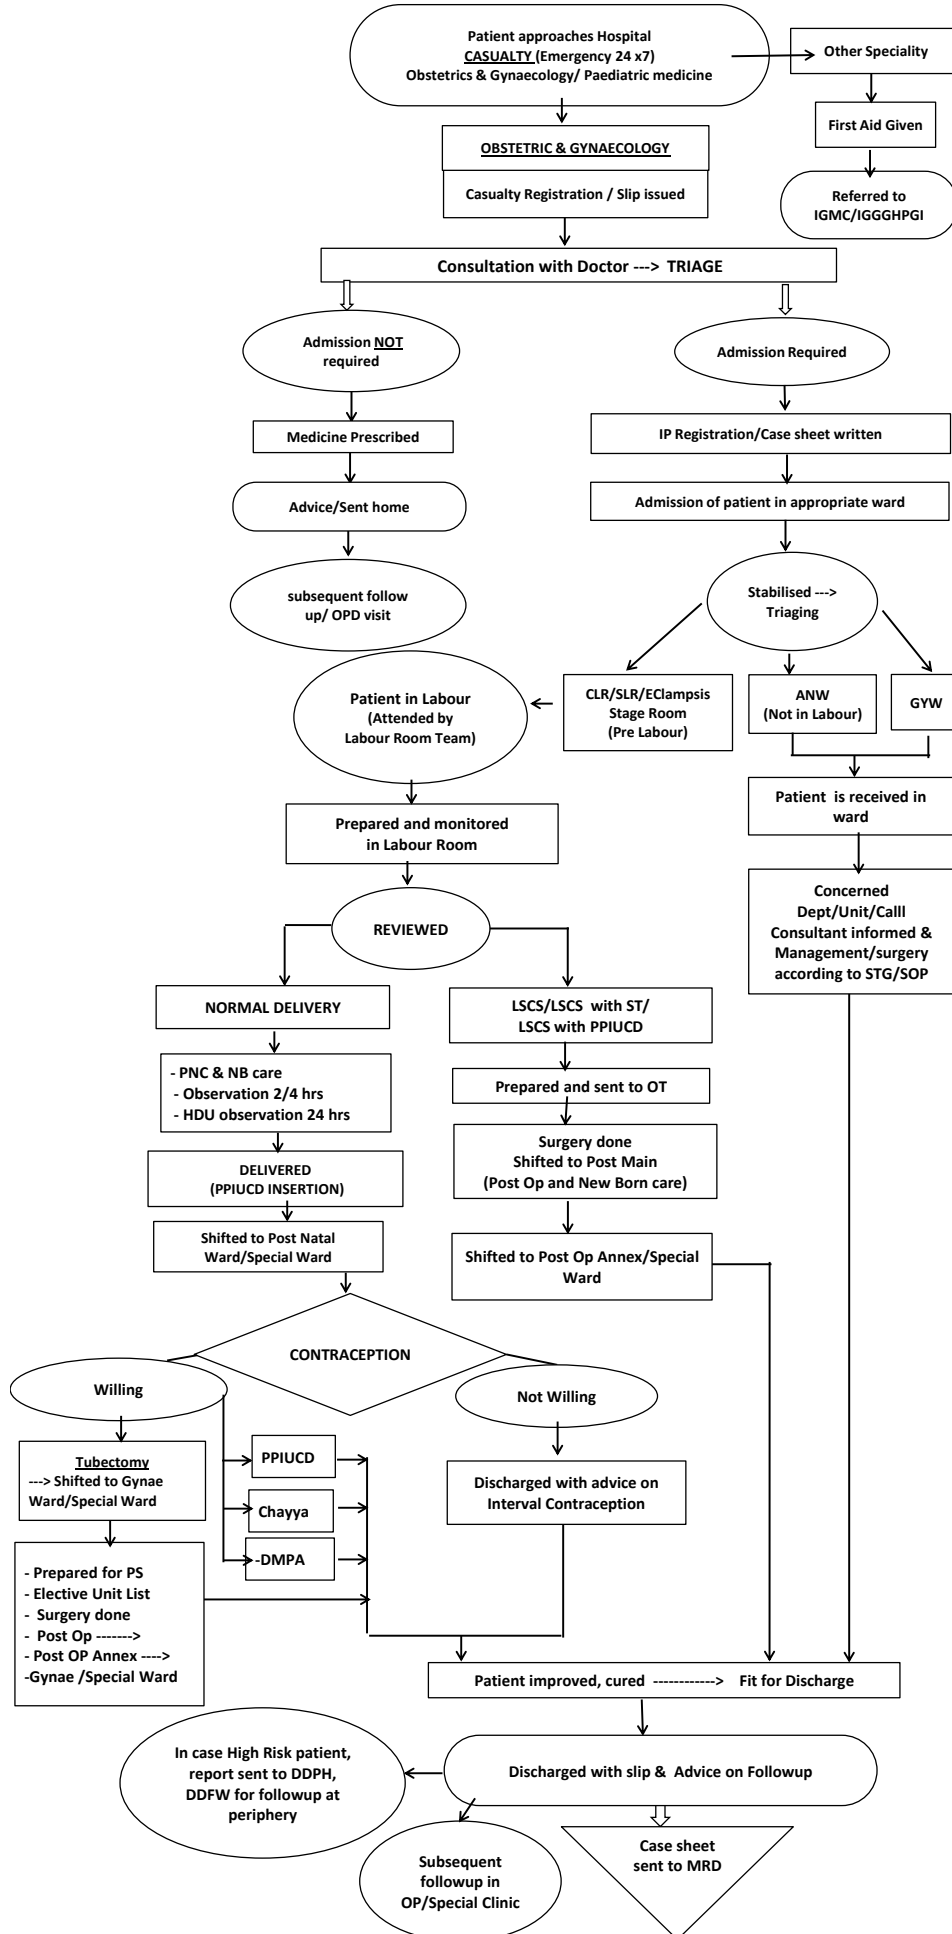 Patient approaches Hospital
CASUALTY (Emergency 24 x7)
Obstetrics & Gynaecology/ Paediatric medicine
Other Speciality
First Aid Given
OBSTETRIC & GYNAECOLOGY
Casualty Registration / Slip issued
Referred to
IGMC/IGGGHPGI
Consultation with Doctor ---> TRIAGE
Admission NOT
required
Admission Required
Medicine Prescribed
IP Registration/Case sheet written
Advice/Sent home
Admission of patient in appropriate ward
subsequent follow
up/ OPD visit
Stabilised --->
Triaging
Patient in Labour
(Attended by
Labour Room Team)
CLR/SLR/EClampsis
Stage Room
(Pre Labour)
ANW
(Not in Labour)
GYW
Prepared and monitored
in Labour Room
Patient is received in
ward
REVIEWED
Concerned
Dept/Unit/Calll
Consultant informed &
Management/surgery
according to STG/SOP
NORMAL DELIVERY
LSCS/LSCS with ST/
LSCS with PPIUCD
- PNC & NB care
- Observation 2/4 hrs
- HDU observation 24 hrs
Prepared and sent to OT
DELIVERED
(PPIUCD INSERTION)
Surgery done
Shifted to Post Main
(Post Op and New Born care)
Shifted to Post Natal
Ward/Special Ward
Shifted to Post Op Annex/Special
Ward
CONTRACEPTION
Willing
Not Willing
Tubectomy
---> Shifted to Gynae
Ward/Special Ward
PPIUCD
Chayya
-DMPA
Discharged with advice on
Interval Contraception
- Prepared for PS
- Elective Unit List
- Surgery done
- Post Op ------->
- Post OP Annex ---->
-Gynae /Special Ward
Patient improved, cured ------------> Fit for Discharge
In case High Risk patient,
report sent to DDPH,
DDFW for followup at
periphery
Discharged with slip & Advice on Followup
Subsequent
followup in
OP/Special Clinic
Case sheet
sent to MRD